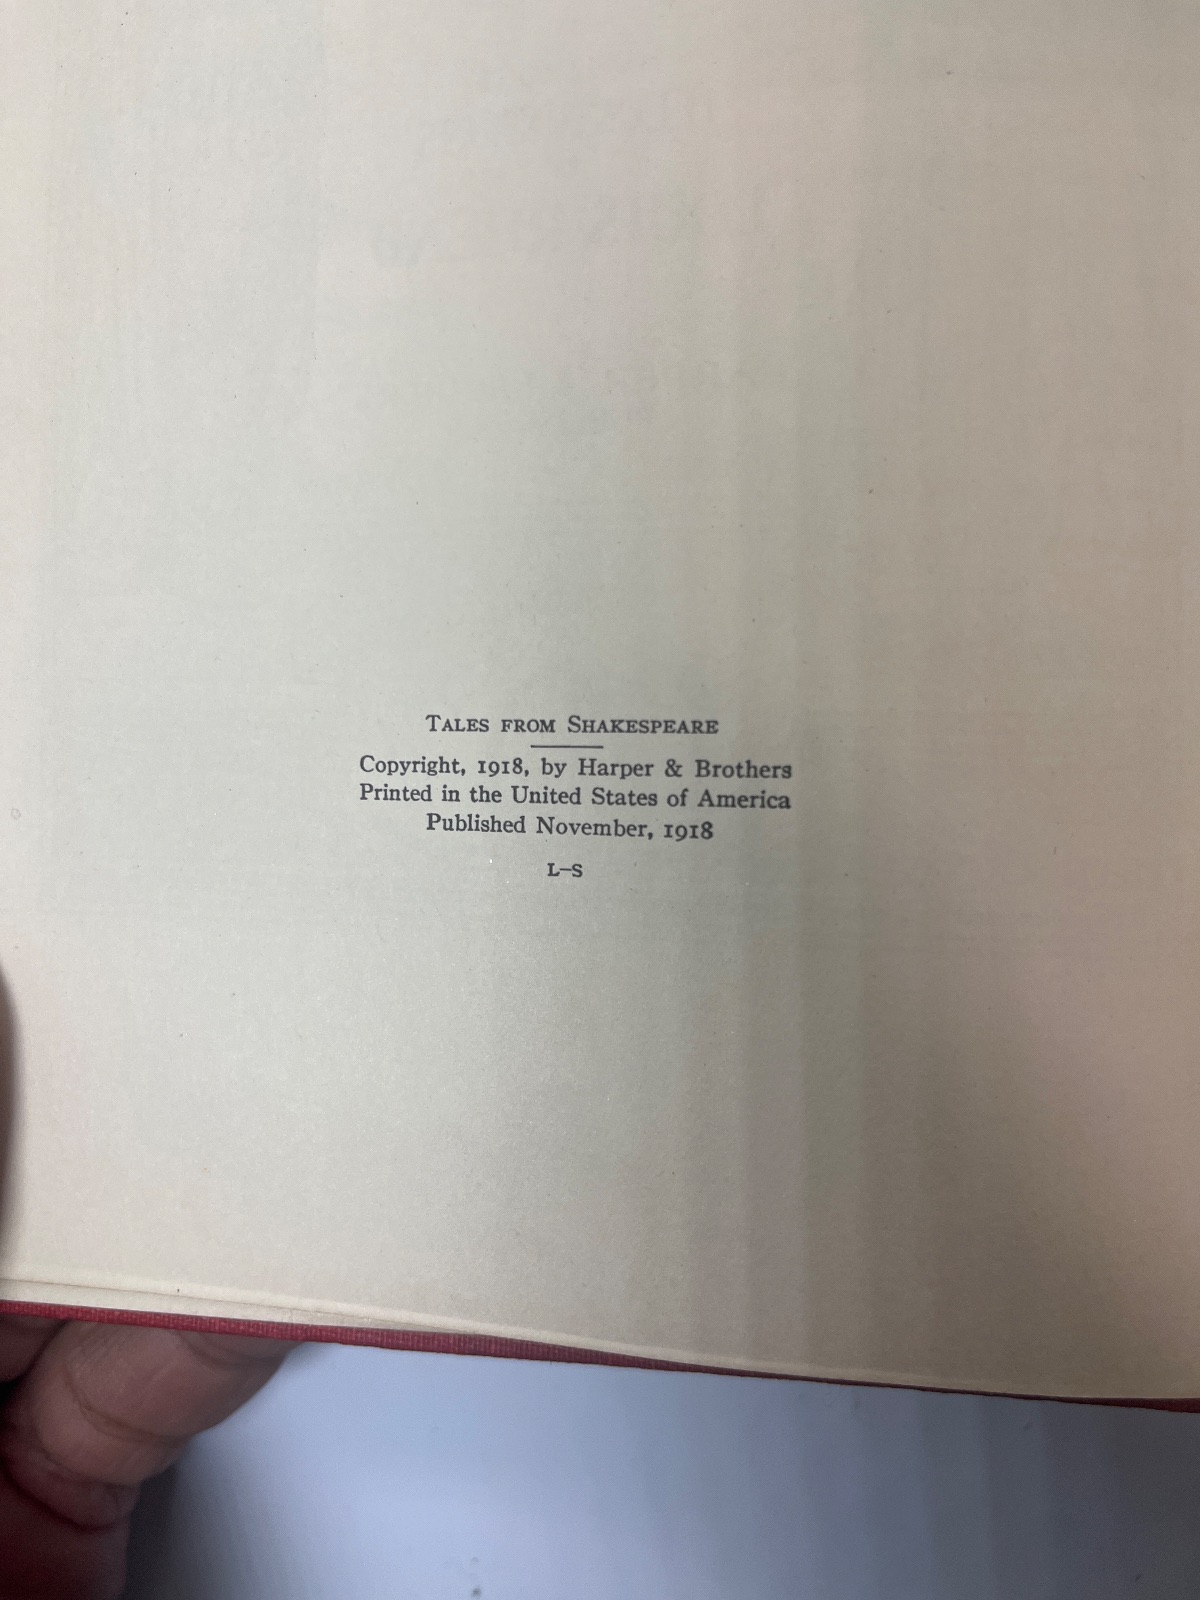 TALES FROM SHAKESPEARE
Copyright, 1918, by Harper & Brothers
Printed in the United States of America
Published November, 1918
L–S